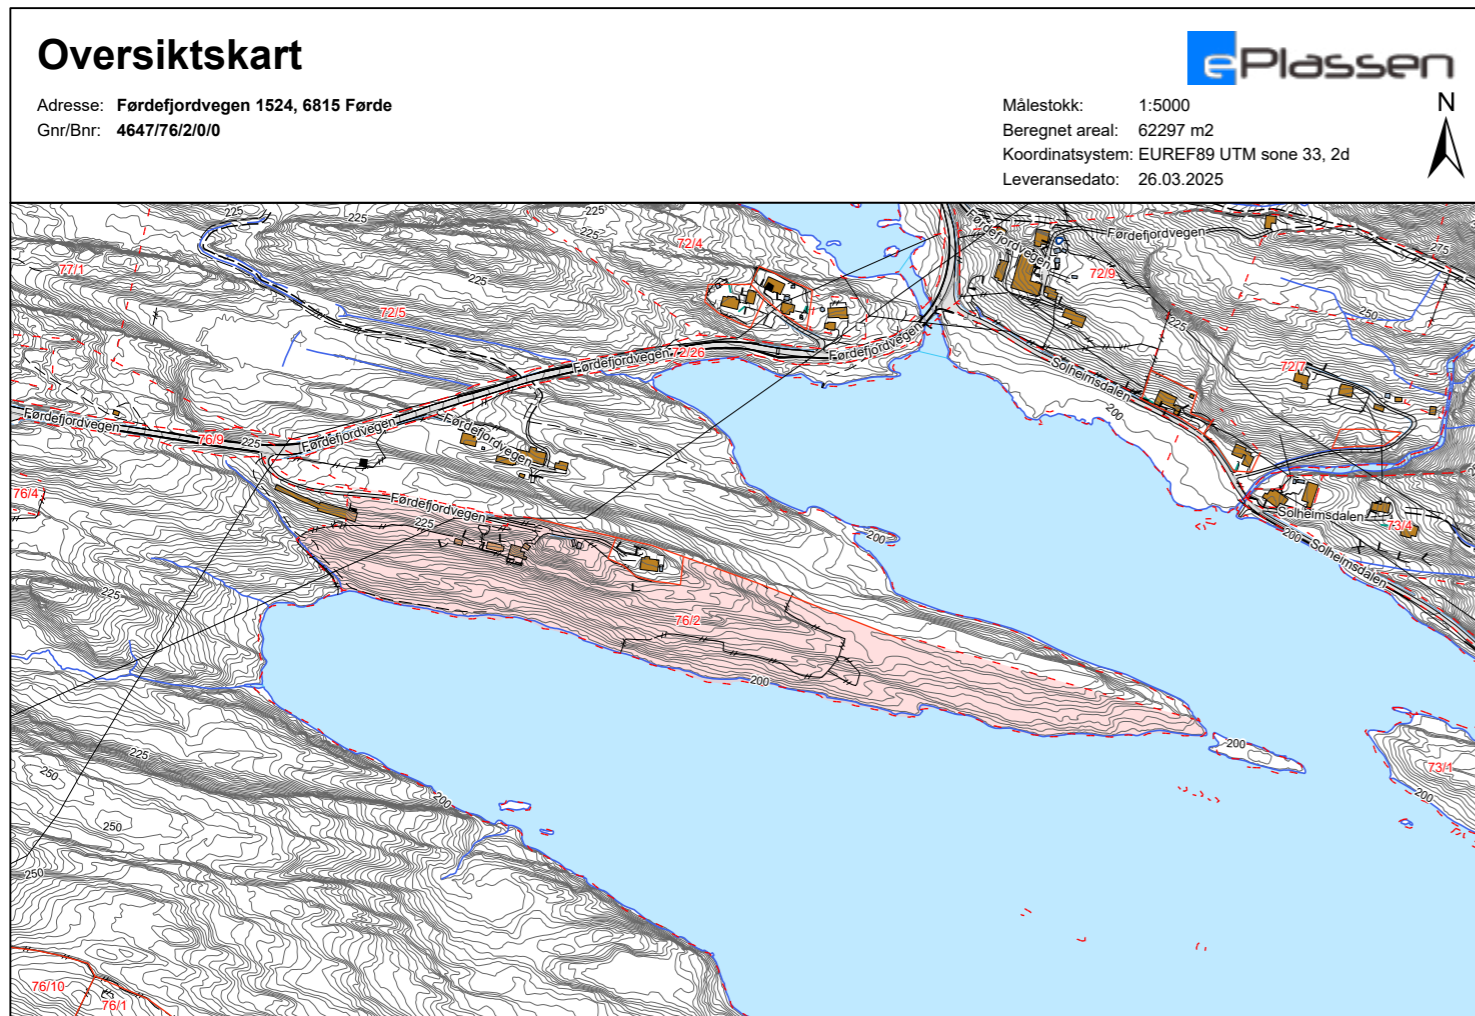 Oversiktskart
ePlassen
Adresse: Førdefjordvegen 1524, 6815 Førde
Gnr/Bnr: 4647/76/2/0/0
Målestokk: 1:5000
Beregnet areal: 62297 m2
Koordinatsystem: EUREF89 UTM sone 33, 2d
Leveransedato: 26.03.2025
N
225
225
72/4
Førdefjordvegen
Førdefjordvegen
275
77/1
225
72/9
72/5
250
225
Førdefjordvegen
72/26
Førdefjordvegen
Solheimsdalen
72/7
200
Førdefjordvegen
76/9
225
Førdefjordvegen
Førdefjordvegen
76/4
Førdefjordvegen
225
200
Solheimsdalen
73/4
200
Solheimsdalen
225
76/2
200
225
250
200
200
73/1
200
250
250
76/10
76/1